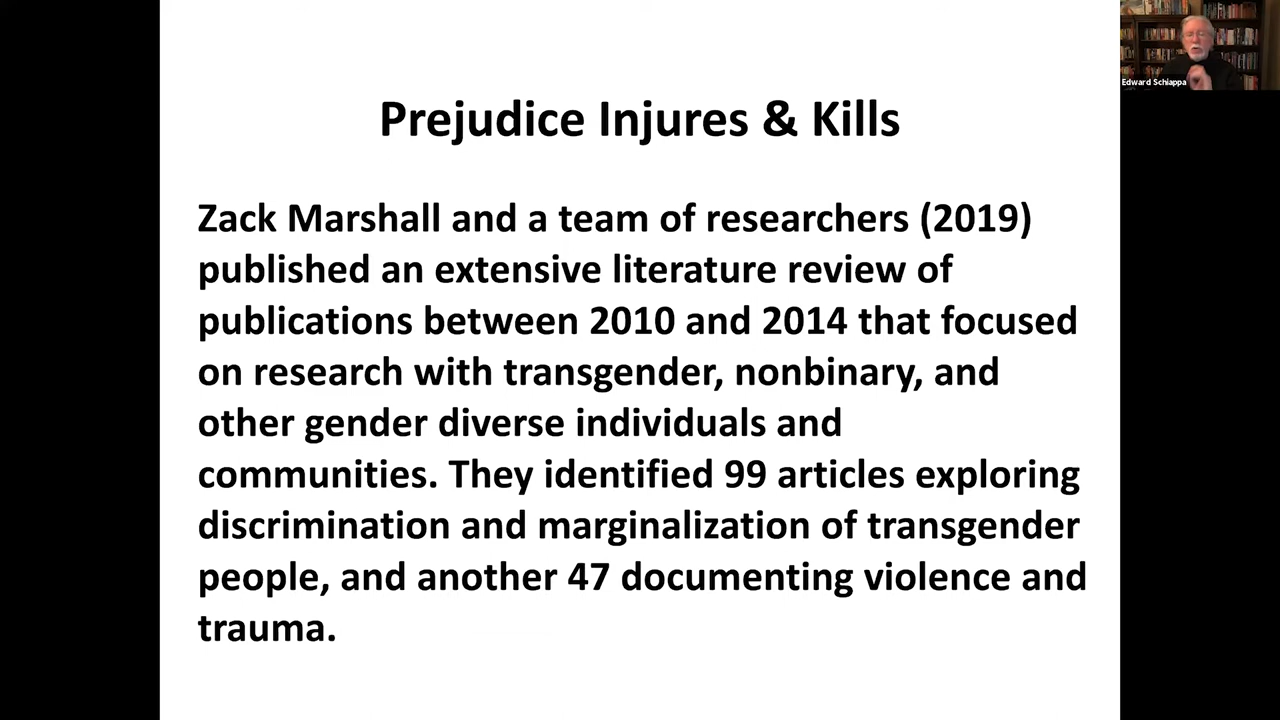 Prejudice Injures & Kills
Zack Marshall and a team of researchers (2019)
published an extensive literature review of
publications between 2010 and 2014 that focused
on research with transgender, nonbinary, and
other gender diverse individuals and
communities. They identified 99 articles exploring
discrimination and marginalization of transgender
people, and another 47 documenting violence and
trauma.
Edward Schiappa